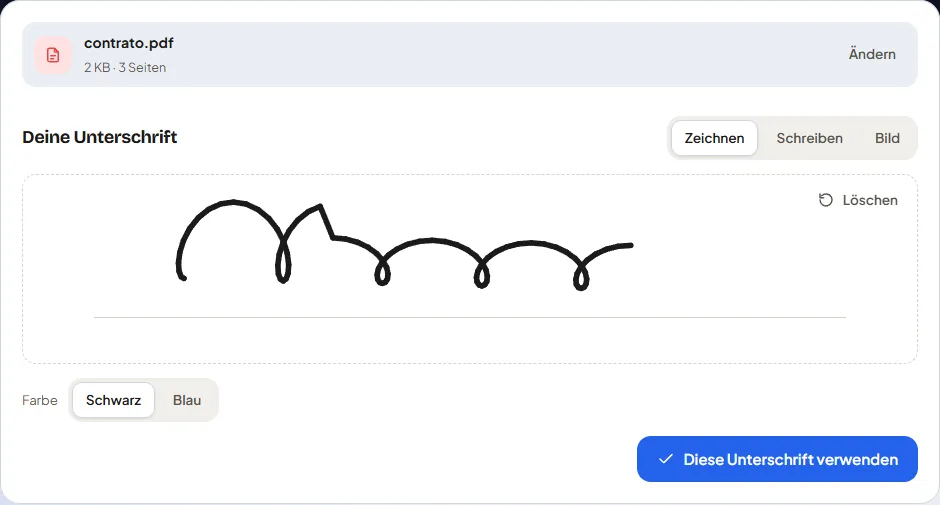 contrato.pdf
2 KB · 3 Seiten
Ändern
Deine Unterschrift
Zeichnen
Schreiben
Bild
Löschen
Farbe
Schwarz
Blau
Diese Unterschrift verwenden